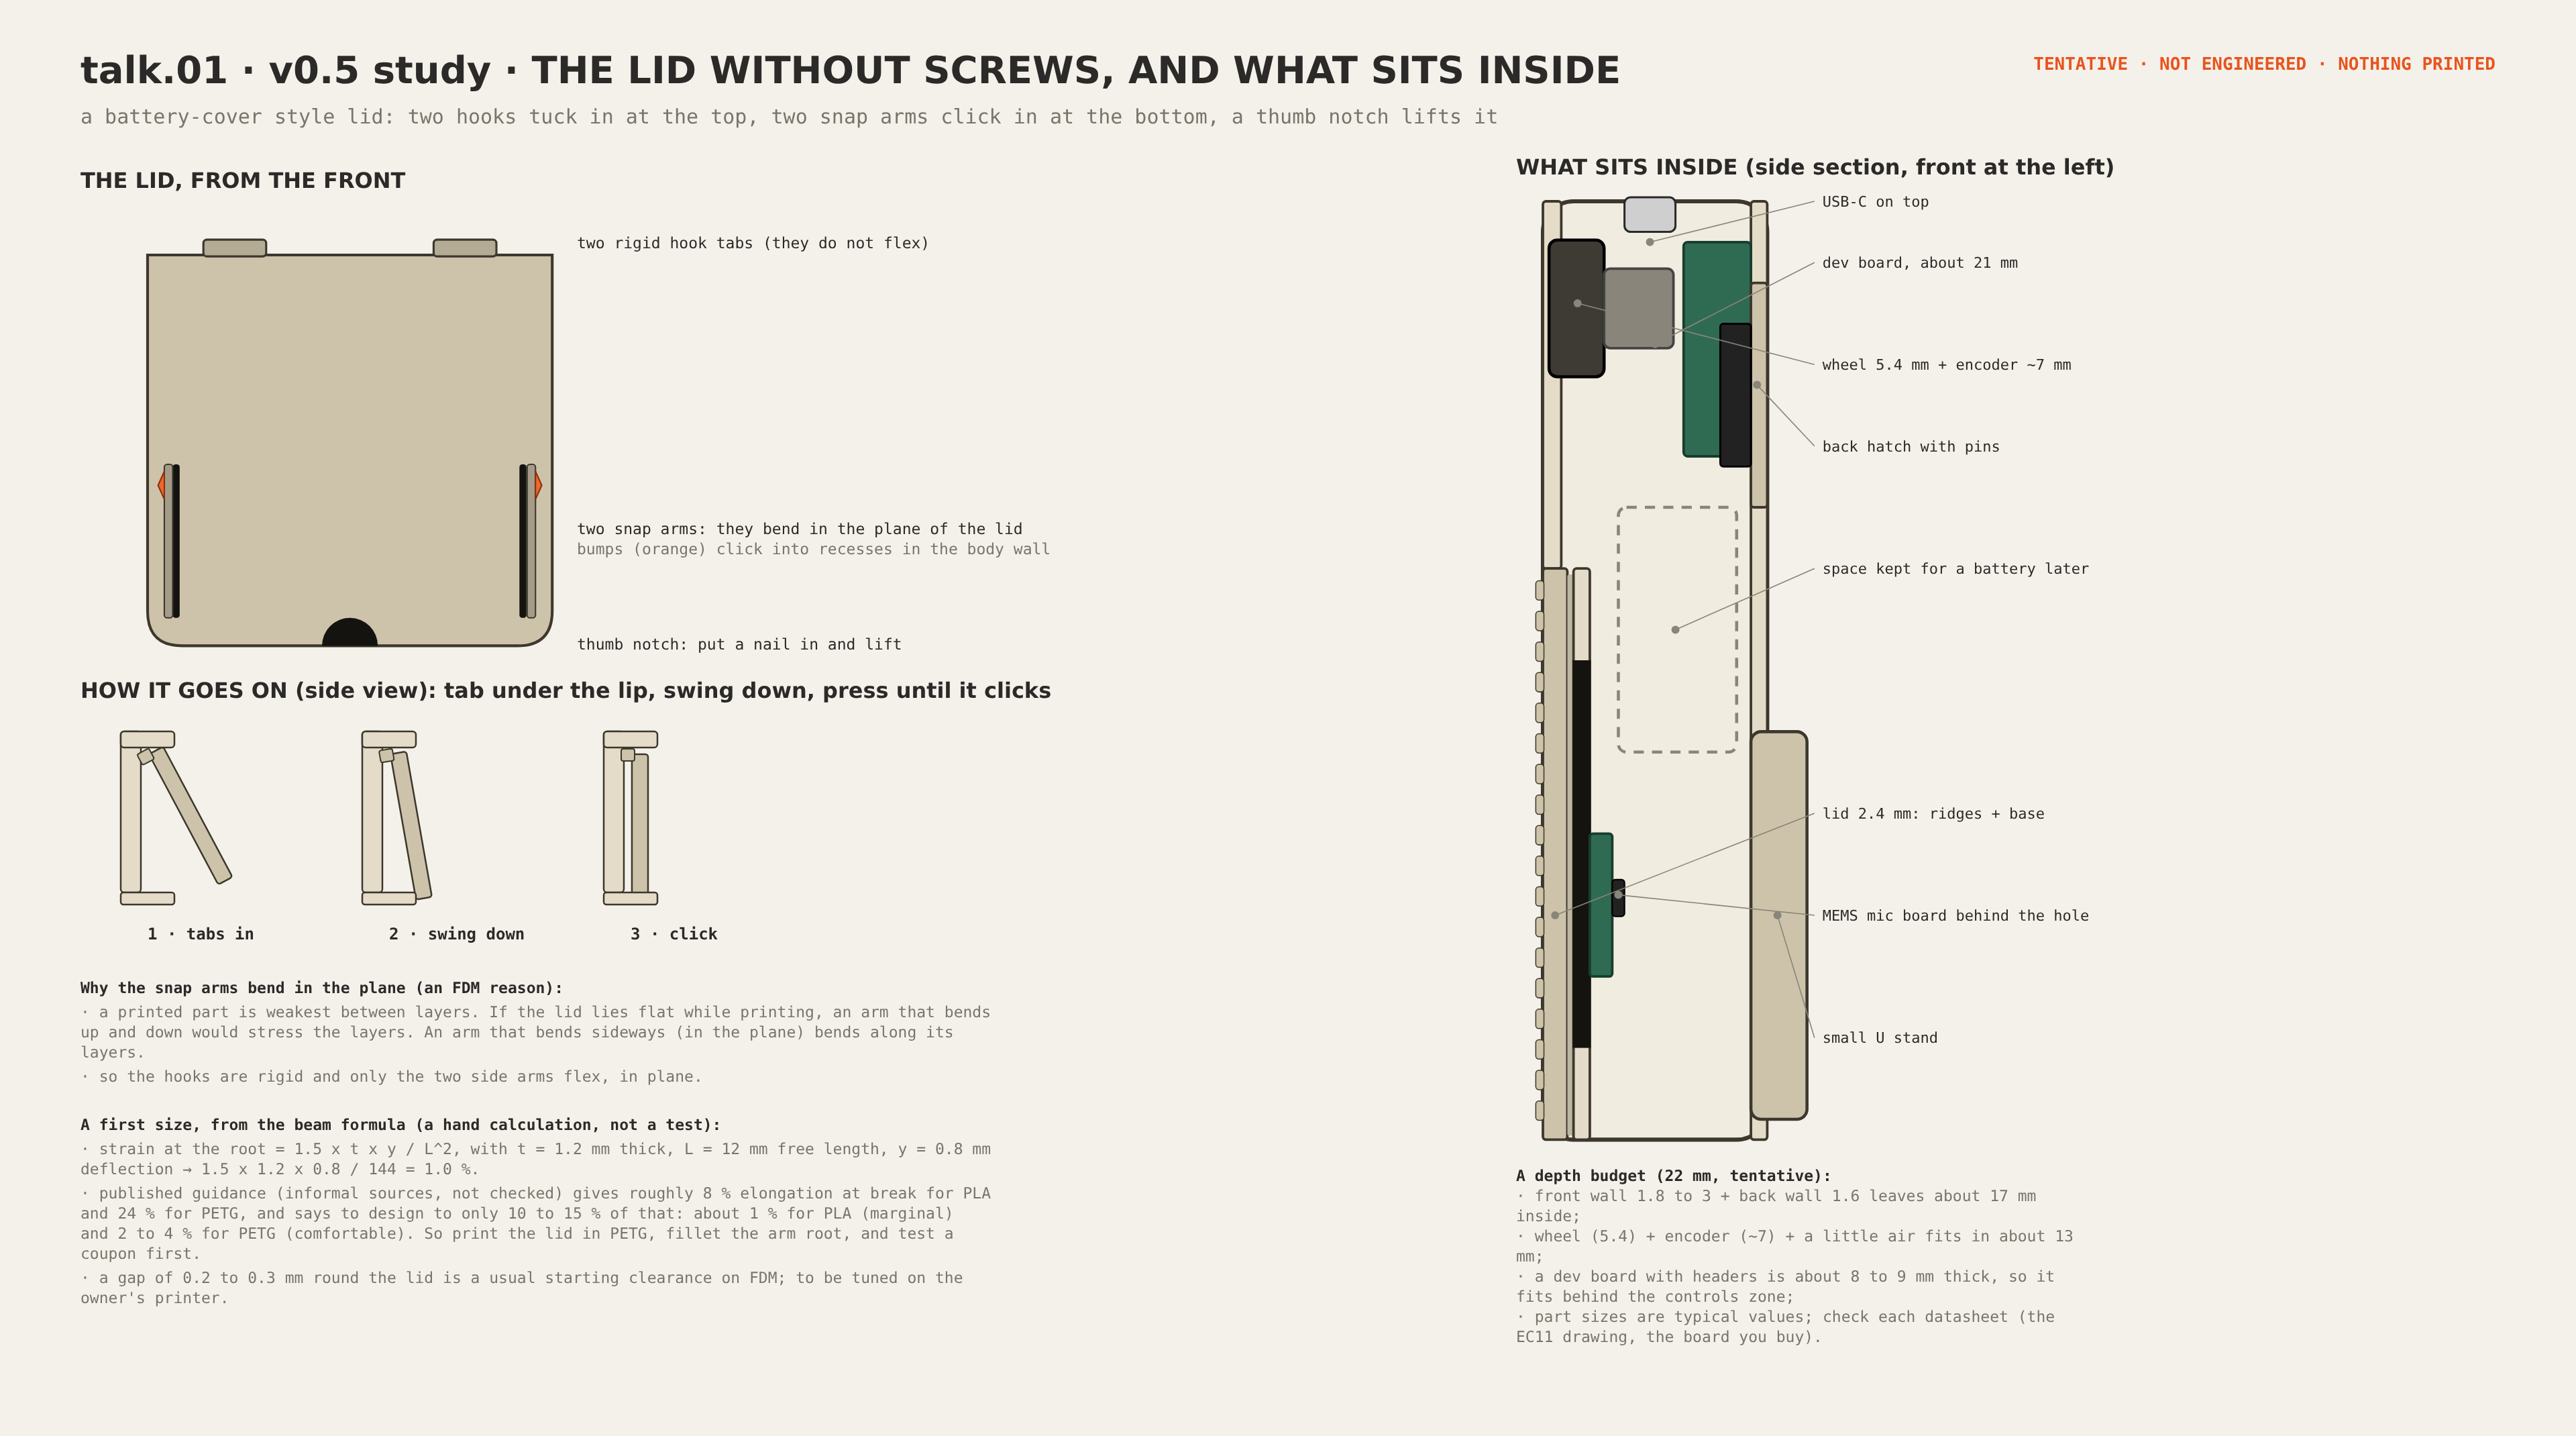 talk.01 · v0.5 study · THE LID WITHOUT SCREWS, AND WHAT SITS INSIDE
TENTATIVE · NOT ENGINEERED · NOTHING PRINTED
a battery-cover style lid: two hooks tuck in at the top, two snap arms click in at the bottom, a thumb notch lifts it
THE LID, FROM THE FRONT
two rigid hook tabs (they do not flex)
two snap arms: they bend in the plane of the lid
bumps (orange) click into recesses in the body wall
thumb notch: put a nail in and lift
HOW IT GOES ON (side view): tab under the lip, swing down, press until it clicks
1 · tabs in
2 · swing down
3 · click
Why the snap arms bend in the plane (an FDM reason):
· a printed part is weakest between layers. If the lid lies flat while printing, an arm that bends
up and down would stress the layers. An arm that bends sideways (in the plane) bends along its
layers.
· so the hooks are rigid and only the two side arms flex, in plane.
A first size, from the beam formula (a hand calculation, not a test):
· strain at the root = 1.5 x t x y / L^2, with t = 1.2 mm thick, L = 12 mm free length, y = 0.8 mm
deflection → 1.5 x 1.2 x 0.8 / 144 = 1.0 %.
· published guidance (informal sources, not checked) gives roughly 8 % elongation at break for PLA
and 24 % for PETG, and says to design to only 10 to 15 % of that: about 1 % for PLA (marginal)
and 2 to 4 % for PETG (comfortable). So print the lid in PETG, fillet the arm root, and test a
coupon first.
· a gap of 0.2 to 0.3 mm round the lid is a usual starting clearance on FDM; to be tuned on the
owner's printer.
WHAT SITS INSIDE (side section, front at the left)
USB-C on top
dev board, about 21 mm
wheel 5.4 mm + encoder ~7 mm
back hatch with pins
space kept for a battery later
lid 2.4 mm: ridges + base
MEMS mic board behind the hole
small U stand
A depth budget (22 mm, tentative):
· front wall 1.8 to 3 + back wall 1.6 leaves about 17 mm
inside;
· wheel (5.4) + encoder (~7) + a little air fits in about 13
mm;
· a dev board with headers is about 8 to 9 mm thick, so it
fits behind the controls zone;
· part sizes are typical values; check each datasheet (the
EC11 drawing, the board you buy).